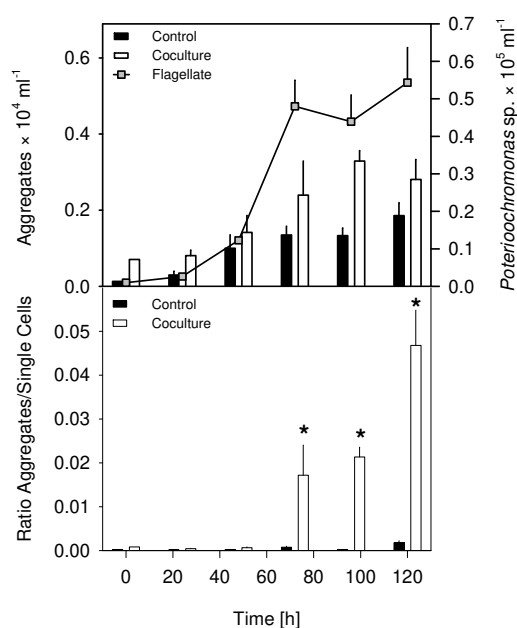 Control
Coculture
Flagellate
0.6
0.4
0.2
0.0
Aggregates × 10⁴ ml⁻¹
0.7
0.6
0.5
0.4
0.3
0.2
0.1
0.0
Poterioochromonas sp. × 10⁵ ml⁻¹
Control
Coculture
0.05
0.04
0.03
0.02
0.01
0.00
Ratio Aggregates/Single Cells
* * *
0 20 40 60 80 100 120
Time [h]